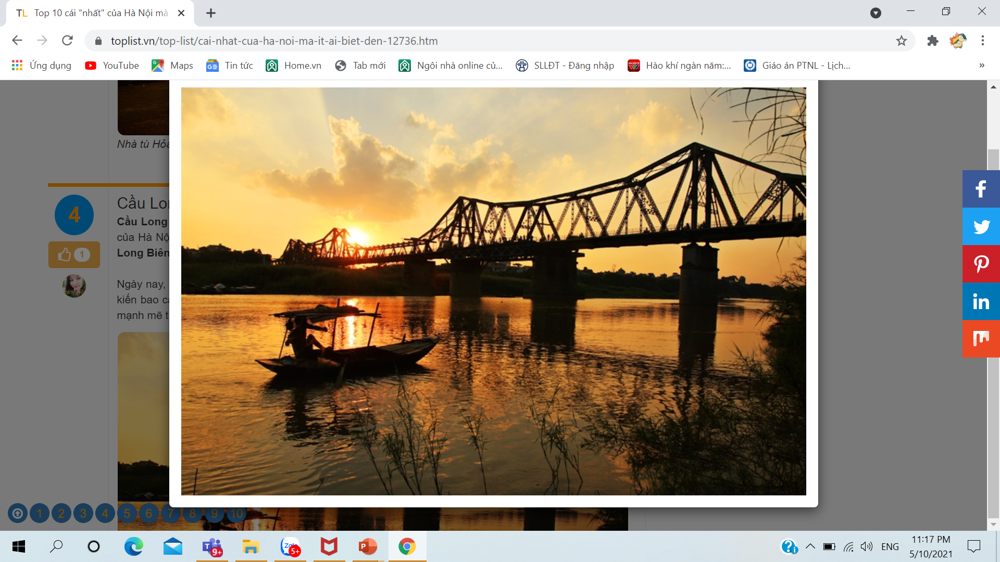 TL Top 10 cái "nhất" của Hà Nội mà
toplist.vn/top-list/cai-nhat-cua-ha-noi-ma-it-ai-biet-den-12736.htm
Ứng dụng YouTube Maps Tin tức Home.vn Tab mới Ngôi nhà online củ... SLLĐT - Đăng nhập Hào khí ngàn năm:... Giáo án PTNL - Lịch... »
Nhà tù
4
Cầu
Cầu Long
của Hà
1
Long Biên
Ngày nay,
kiến bao
mạnh mẽ
1 2 3 4 5 6 7 8 9 10
9+
Zalo 5+
ENG
11:17 PM
5/10/2021